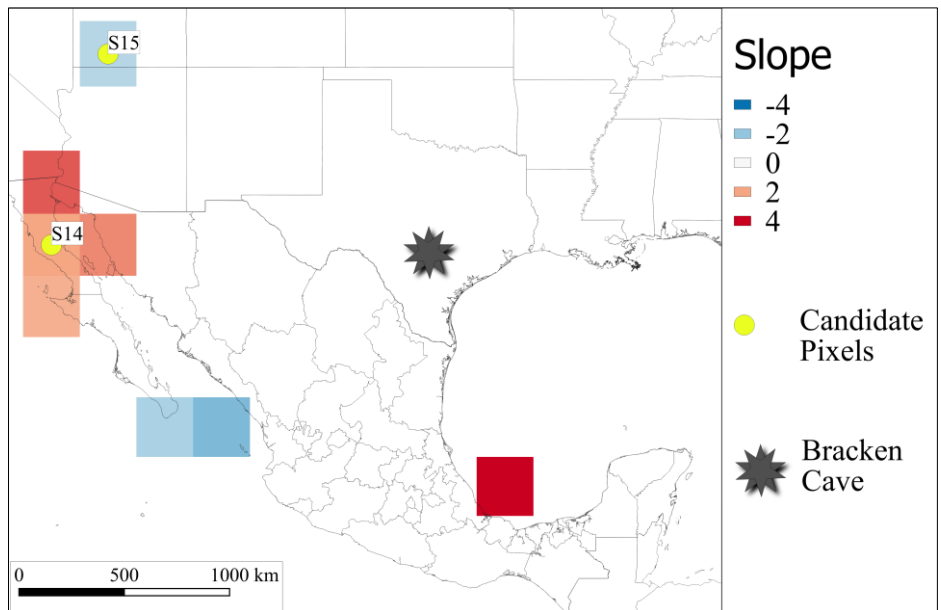 S15
S14
0 500 1000 km
Slope
-4
-2
0
2
4
Candidate
Pixels
Bracken
Cave